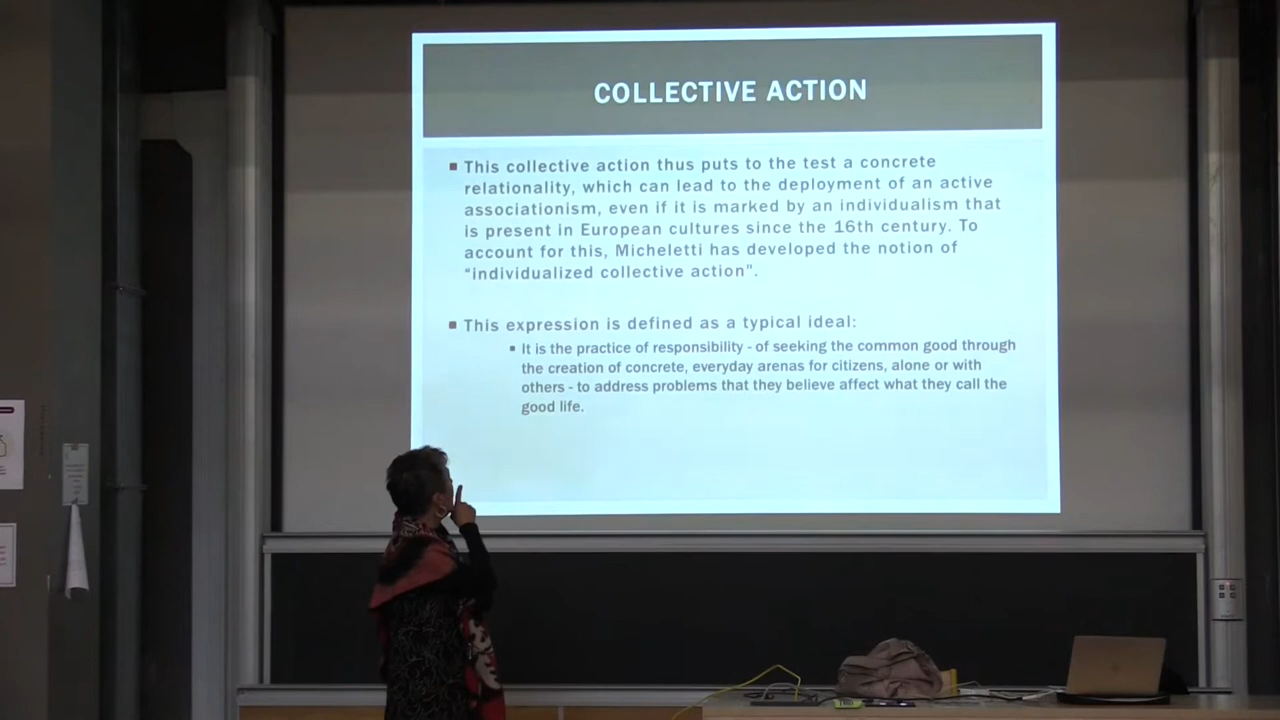 COLLECTIVE ACTION
This collective action thus puts to the test a concrete
relationality, which can lead to the deployment of an active
associationism, even if it is marked by an individualism that
is present in European cultures since the 16th century. To
account for this, Micheletti has developed the notion of
“individualized collective action”.
This expression is defined as a typical ideal:
It is the practice of responsibility - of seeking the common good through
the creation of concrete, everyday arenas for citizens, alone or with
others - to address problems that they believe affect what they call the
good life.